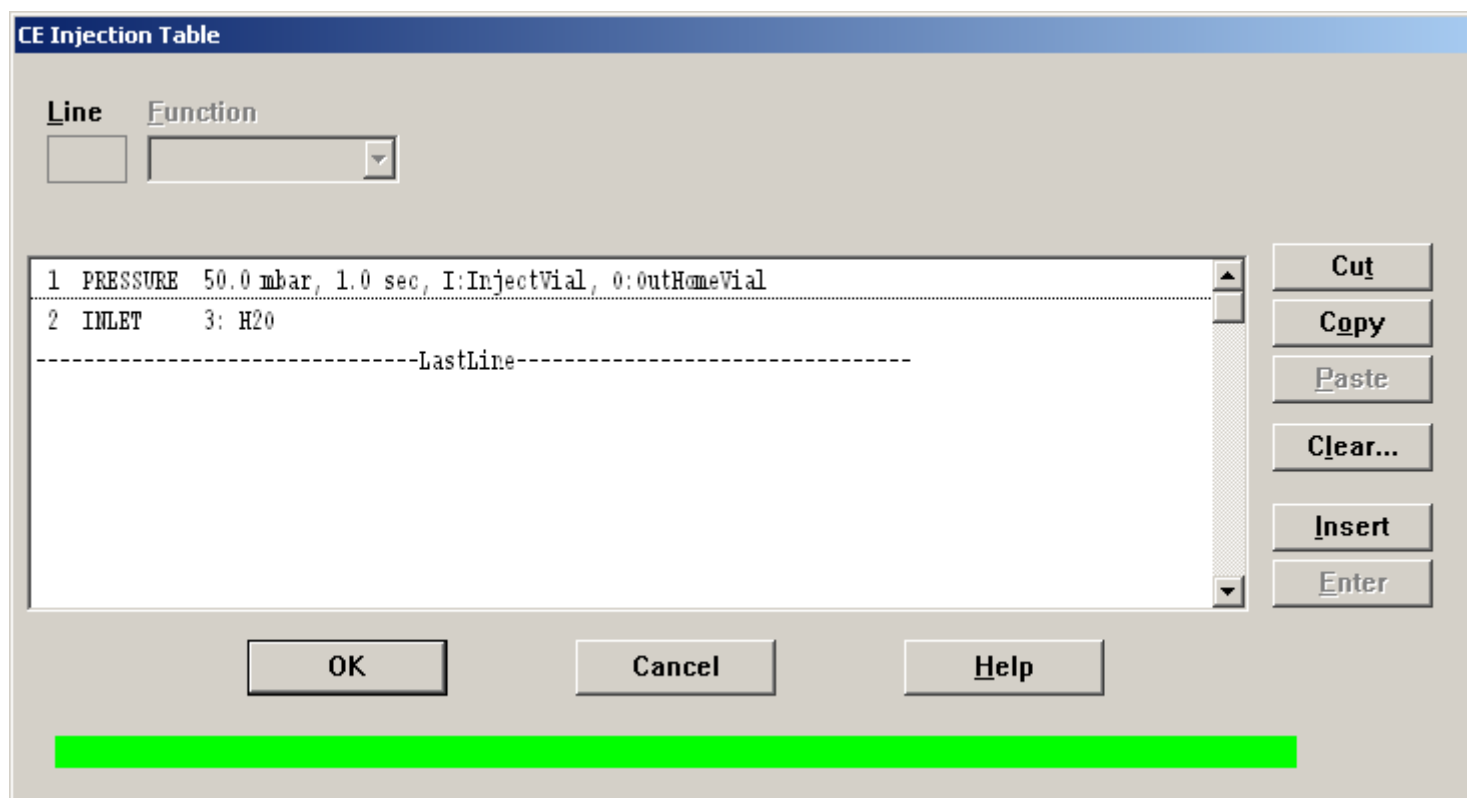 CE Injection Table
Line Function
1 PRESSURE 50.0 mbar, 1.0 sec, I:InjectVial, O:OutHomeVial
2 INLET 3: H2O
--------------------------------LastLine---------------------------------
Cut
Copy
Paste
Clear...
Insert
Enter
OK Cancel Help